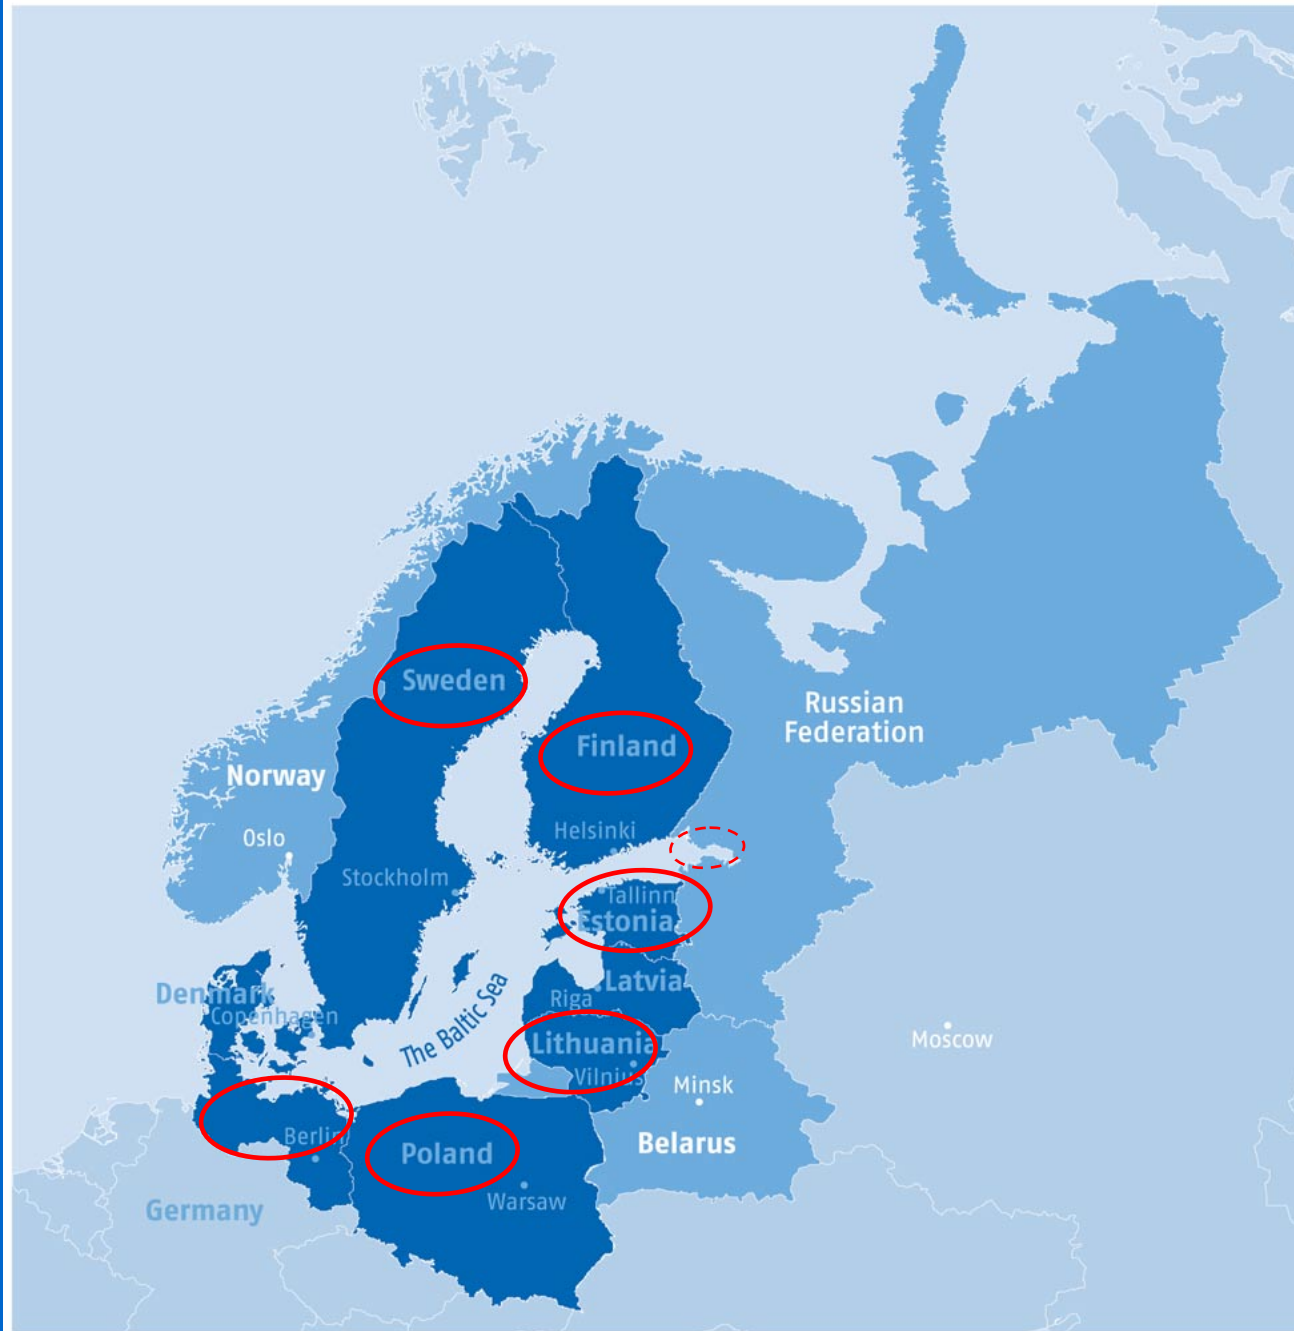 Sweden
Russian
Federation
Finland
Norway
Helsinki
Oslo
Stockholm
Tallinn
Estonia
Latvia
Denmark
Riga
Copenhagen
The Baltic Sea
Moscow
Lithuania
Vilnius
Minsk
Berlin
Belarus
Poland
Warsaw
Germany